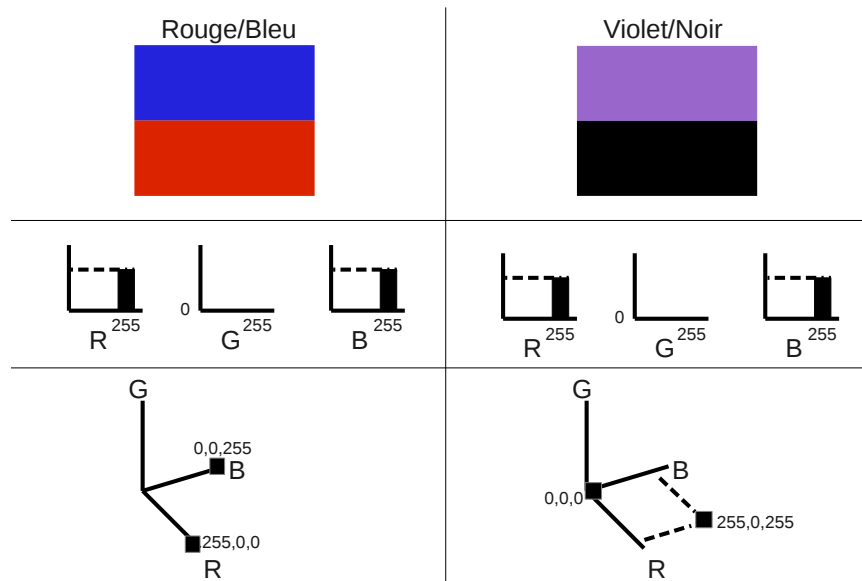 Rouge/Bleu
Violet/Noir
0
R 255
G 255
B 255
0
R 255
G 255
B 255
G
0,0,255
B
255,0,0
R
G
B
0,0,0
255,0,255
R